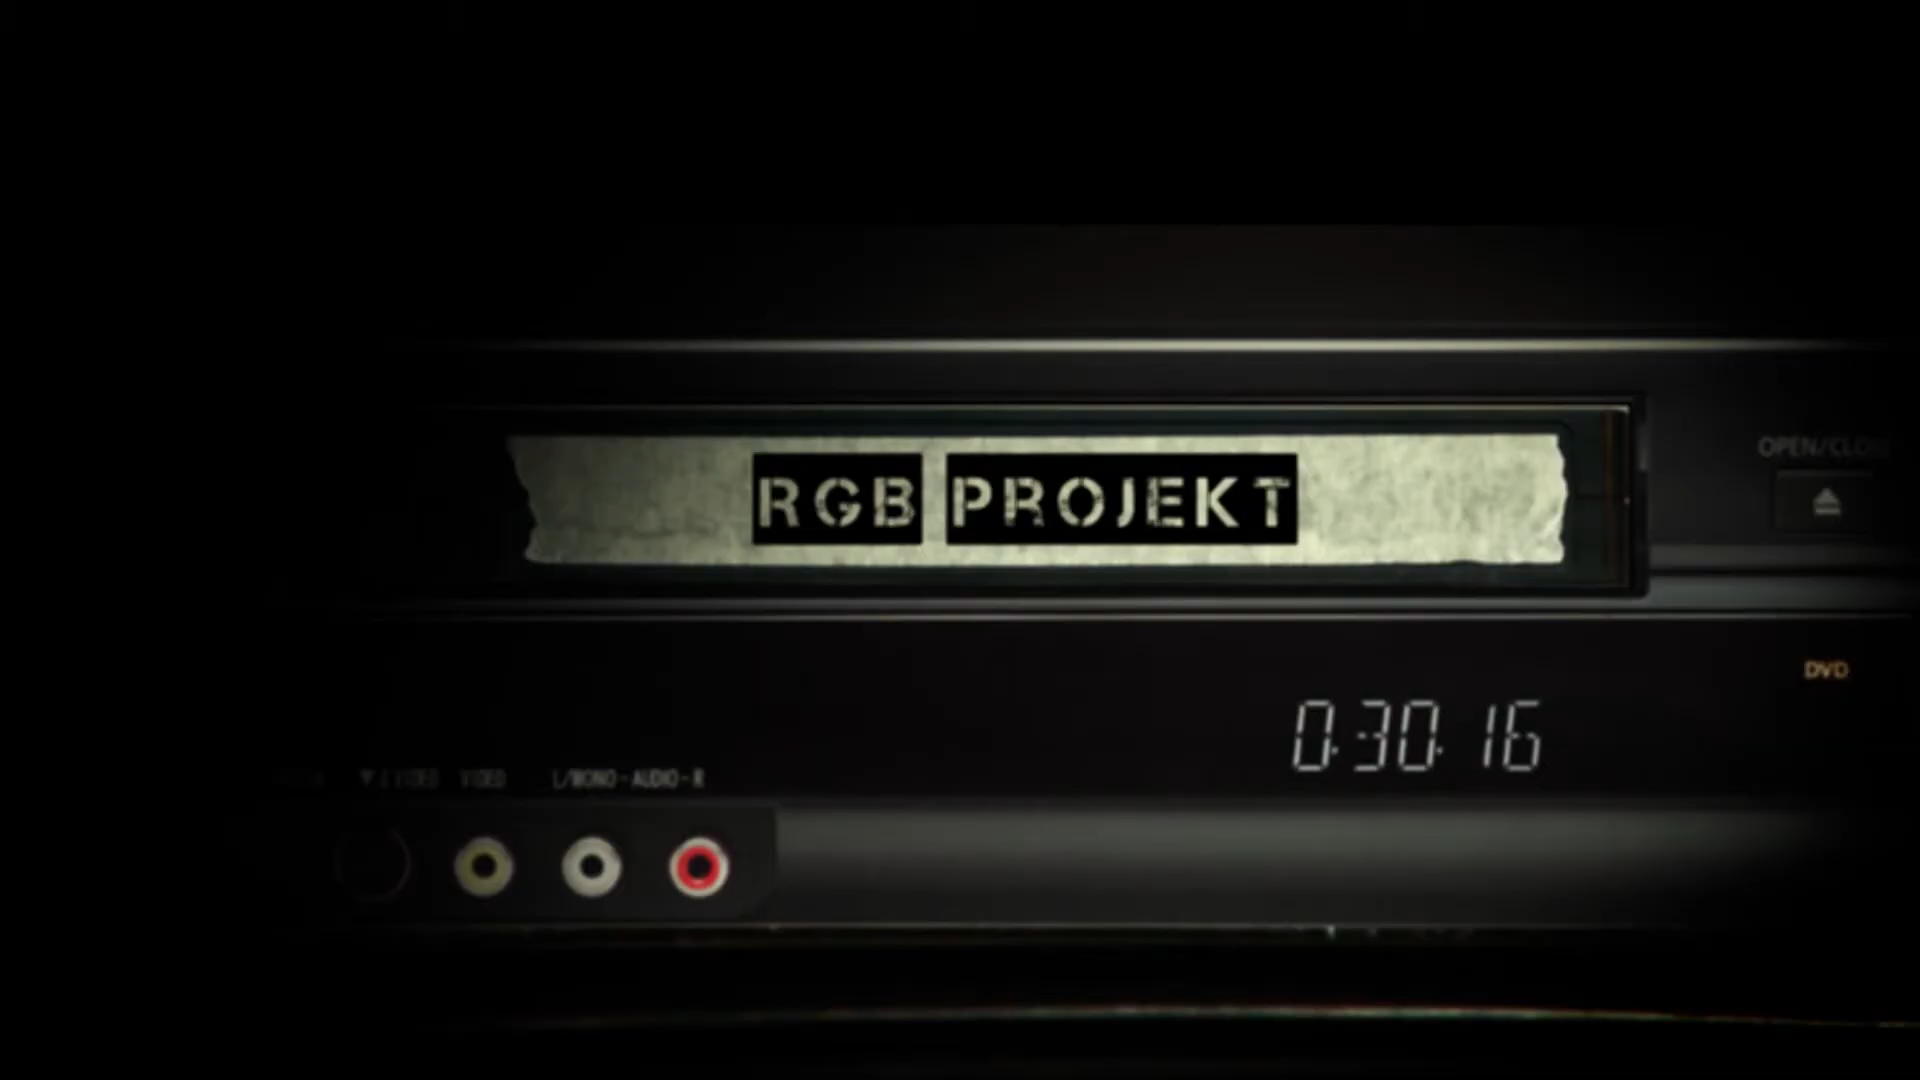 RGB PROJEKT
OPEN/CLOSE
DVD
0:30:16
VIDEO L/MONO-AUDIO-R